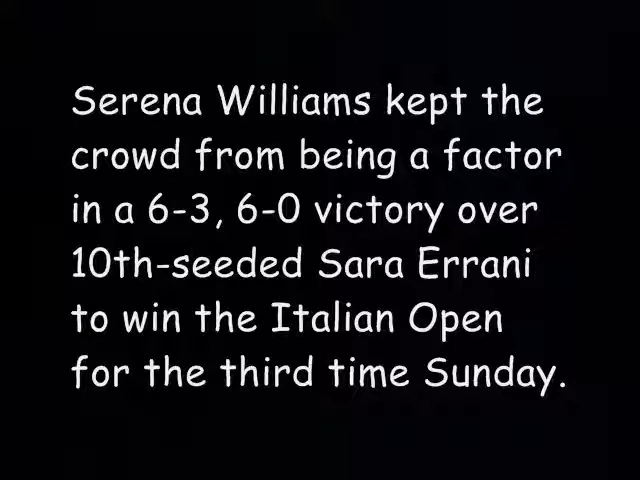 Serena Williams kept the
crowd from being a factor
in a 6-3, 6-0 victory over
10th-seeded Sara Errani
to win the Italian Open
for the third time Sunday.